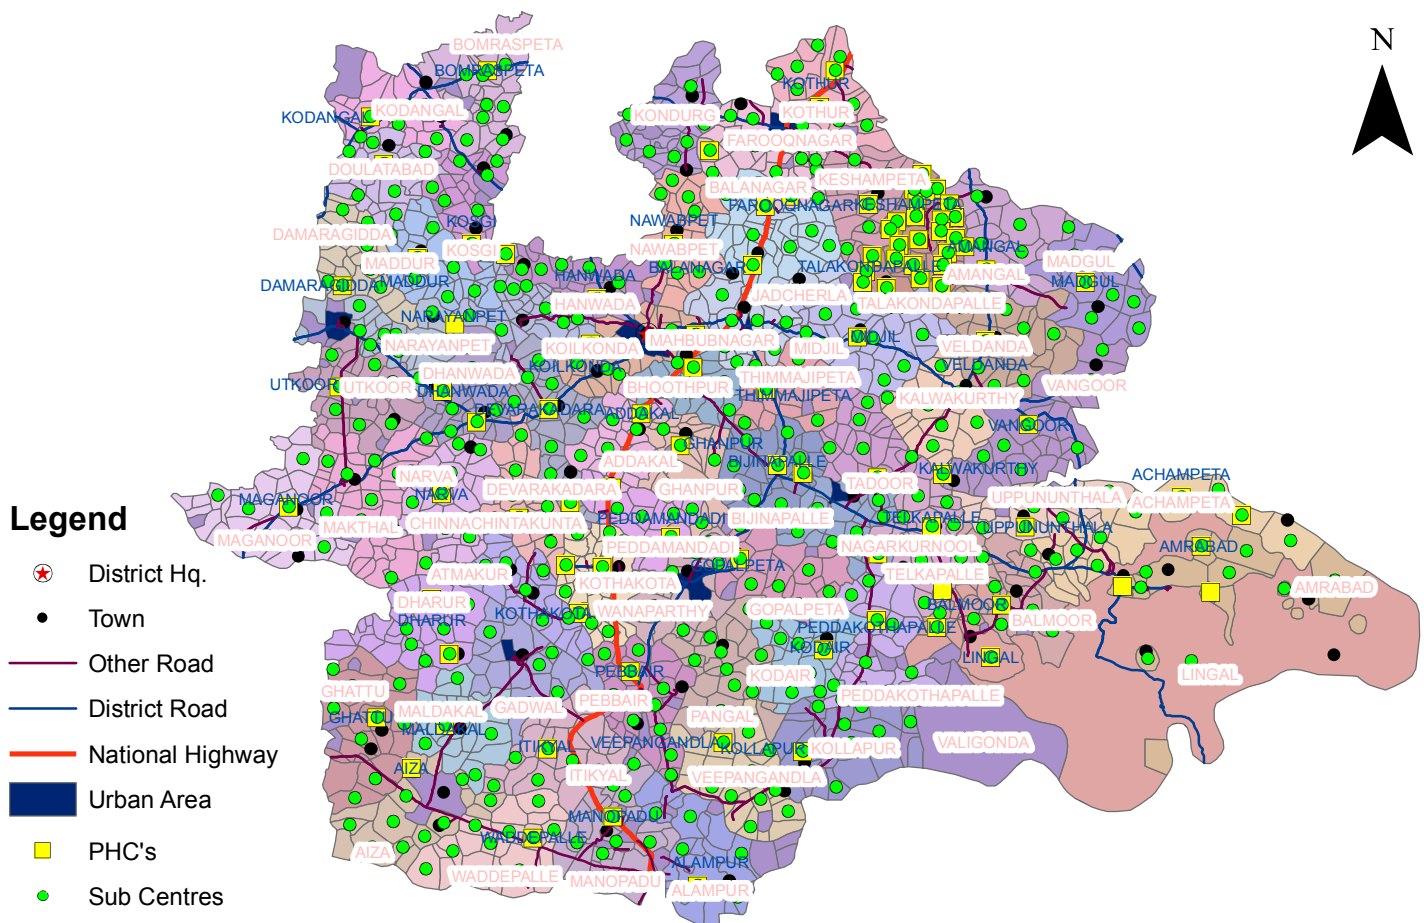 N
BOMRASPETA
BOMRASPETA
KODANGAL
KODANGAL
DOULATABAD
KOTHUR
KOTHUR
KONDURG
FAROOQNAGAR
BALANAGAR
KESHAMPETA
FAROOQNAGAR
KESHAMPETA
NAWABPET
NAWABPET
BALANAGAR
KOSGI
KOSGI
DAMARAGIDDA
MADDUR
DAMARAGIDDA
MADDUR
HANWADA
HANWADA
AMANGAL
AMANGAL
MADGUL
MADGUL
TALAKONDAPALLE
TALAKONDAPALLE
JADCHERLA
NARAYANPET
NARAYANPET
KOILKONDA
KOILKONDA
MAHBUBNAGAR
MIDJIL
MIDJIL
VELDANDA
VELDANDA
UTKOOR
UTKOOR
DHANWADA
DHANWADA
BHOOTHPUR
THIMMAJIPETA
THIMMAJIPETA
KALWAKURTHY
VANGOOR
VANGOOR
DEVARAKADARA
ADDAKAL
GHANPUR
BIJINAPALLE
KALWAKURTHY
ADDAKAL
GHANPUR
TADOOR
NARVA
NARVA
DEVARAKADARA
MAGANOOR
MAKTHAL
CHINNACHINTAKUNTA
PEDDAMANDADI
BIJINAPALLE
TELKAPALLE
UPPUNUNTHALA
UPPUNUNTHALA
ACHAMPETA
ACHAMPETA
MAGANOOR
PEDDAMANDADI
NAGARKURNOOL
AMRABAD
AMRABAD
ATMAKUR
KOTHAKOTA
GOPALPETA
TELKAPALLE
DHARUR
DHARUR
KOTHAKOTA
WANAPARTHY
GOPALPETA
BALMOOR
BALMOOR
PEDDAKOTHAPALLE
KODAIR
KODAIR
LINGAL
LINGAL
PEBBAIR
PEBBAIR
GHATTU
GHATTU
MALDAKAL
MALDAKAL
GADWAL
PEDDAKOTHAPALLE
PANGAL
ITIKYAL
VEEPANGANDLA
KOLLAPUR
KOLLAPUR
VALIGONDA
AIZA
ITIKYAL
VEEPANGANDLA
MANOPADU
WADDEPALLE
AIZA
WADDEPALLE
MANOPADU
ALAMPUR
ALAMPUR
Legend
District Hq.
Town
Other Road
District Road
National Highway
Urban Area
PHC's
Sub Centres